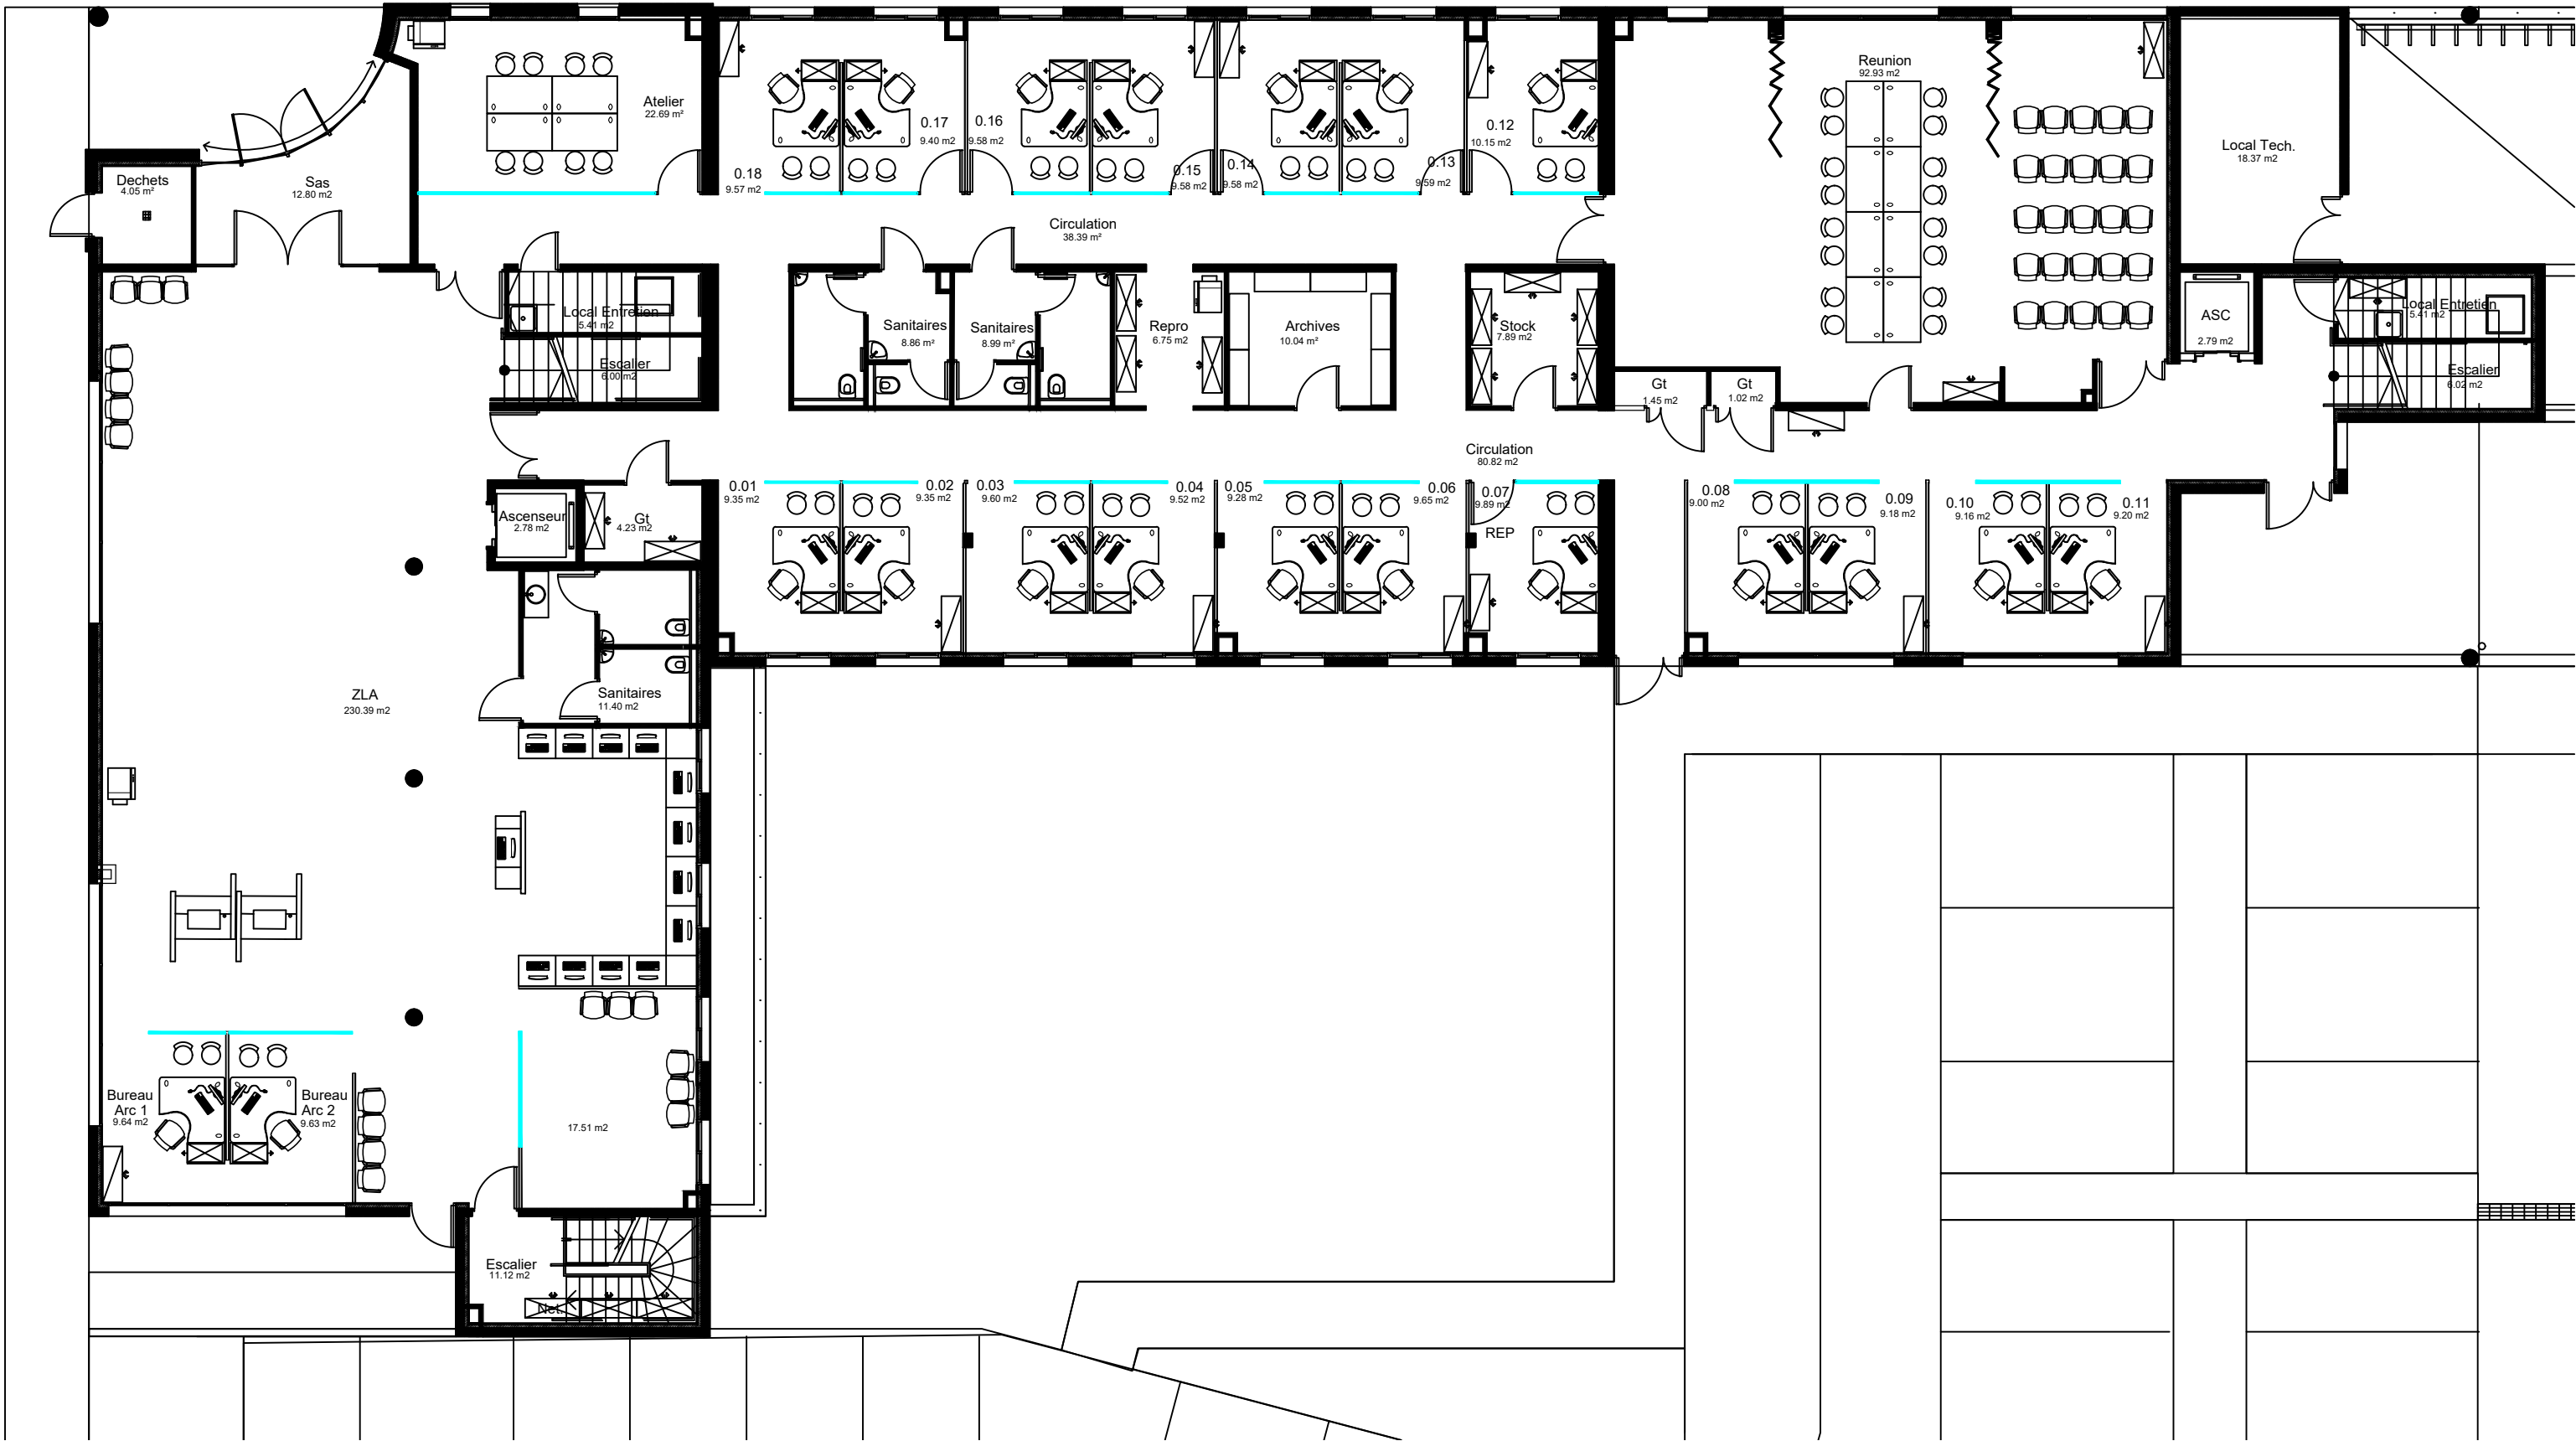 Atelier
22.69 m²
0.18
9.57 m2
0.17
9.40 m2
0.16
9.58 m2
0.15
9.58 m2
0.14
9.58 m2
0.13
9.59 m2
0.12
10.15 m2
Reunion
92.93 m2
Local Tech.
18.37 m2
Dechets
4.05 m²
Sas
12.80 m2
Circulation
38.39 m²
Local Entretien
5.41 m2
Escalier
6.00 m2
Sanitaires
8.86 m²
Sanitaires
8.99 m²
Repro
6.75 m2
Archives
10.04 m²
Stock
7.89 m2
Gt
1.45 m2
Gt
1.02 m2
ASC
2.79 m2
Local Entretien
5.41 m2
Escalier
6.02 m2
Circulation
80.82 m2
Ascenseur
2.78 m2
Gt
4.23 m2
0.01
9.35 m2
0.02
9.35 m2
0.03
9.60 m2
0.04
9.52 m2
0.05
9.28 m2
0.06
9.65 m2
0.07
9.89 m2
REP
0.08
9.00 m2
0.09
9.18 m2
0.10
9.16 m2
0.11
9.20 m2
Sanitaires
11.40 m2
ZLA
230.39 m2
Bureau
Arc 1
9.64 m2
Bureau
Arc 2
9.63 m2
17.51 m2
Escalier
11.12 m2
Net.